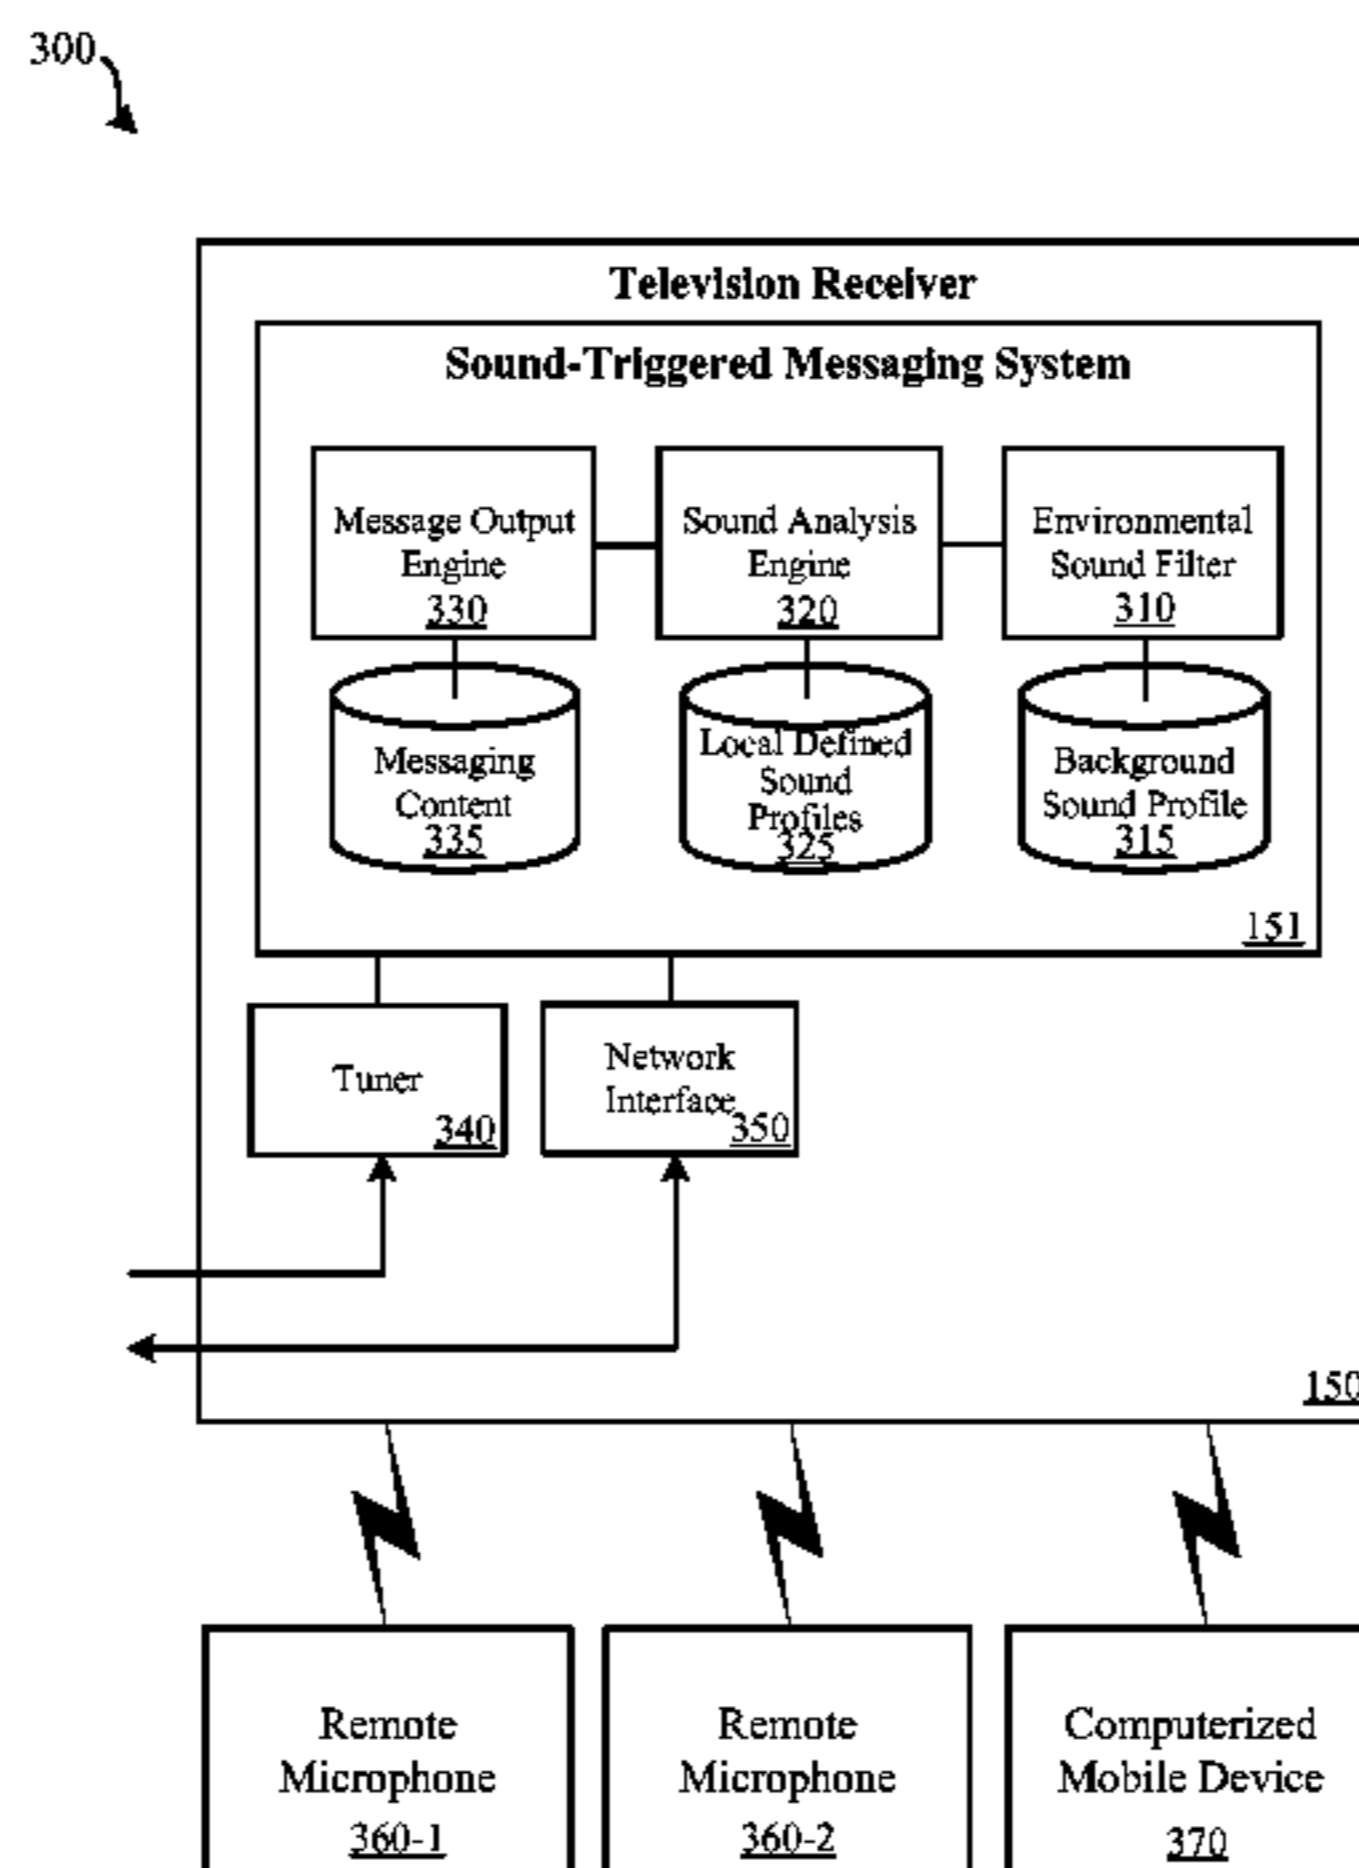 300
Television Receiver
Sound-Triggered Messaging System
Message Output
Engine
330
Sound Analysis
Engine
320
Environmental
Sound Filter
310
Messaging
Content
335
Local Defined
Sound
Profiles
325
Background
Sound Profile
315
151
Tuner
340
Network
Interface
350
150
Remote
Microphone
360-1
Remote
Microphone
360-2
Computerized
Mobile Device
370